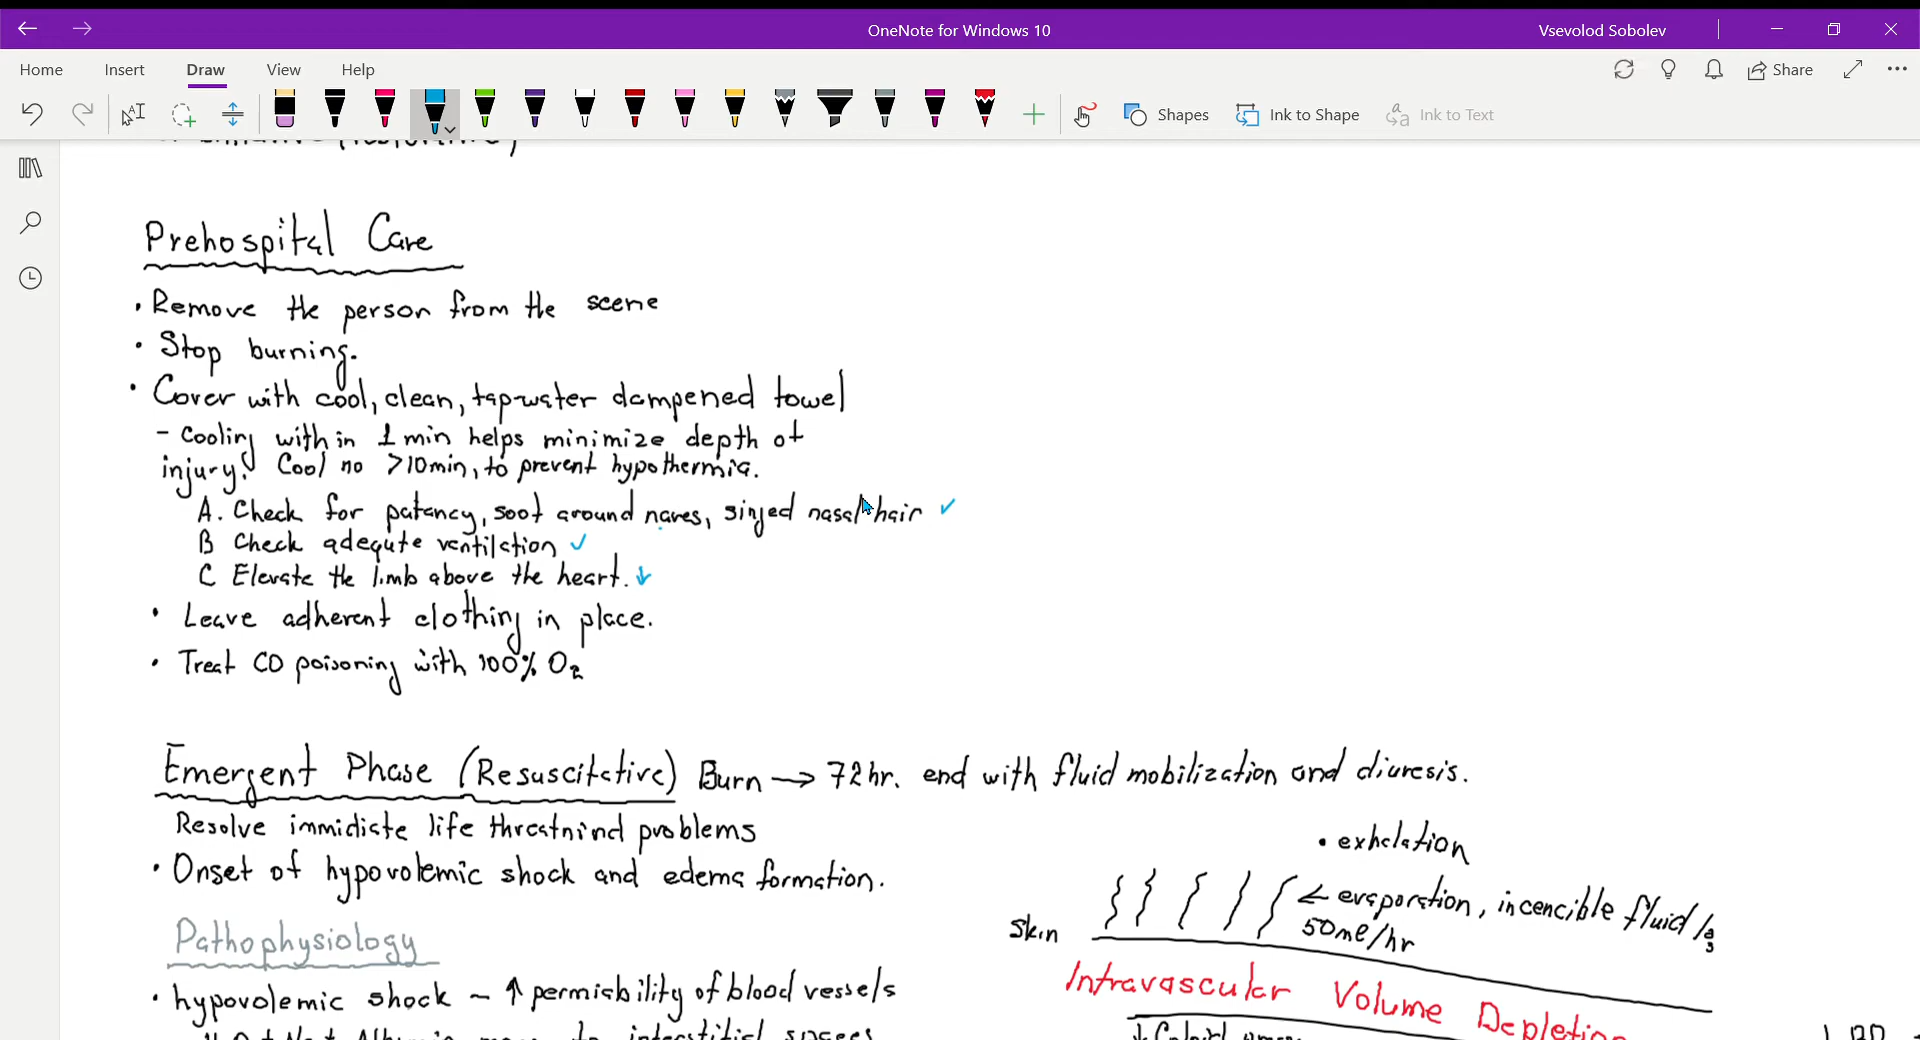 OneNote for Windows 10
Vsevolod Sobolev
Home Insert Draw View Help
Share
Shapes Ink to Shape Ink to Text
Prehospital Care
• Remove the person from the scene
• Stop burning.
• Cover with cool, clean, tap-water dampened towel
- Cooling within 1 min helps minimize depth of
injury. Cool no >10min, to prevent hypothermia.
A. Check for patency, soot around nares, sinjed nasal hair ✓
B Check adequte ventilation ✓
C Elevate the limb above the heart. ↓
• Leave adherent clothing in place.
• Treat CO poisoning with 100% O₂
Emergent Phase (Resuscitative) Burn → 72hr. end with fluid mobilization and diuresis.
Resolve immidiate life threatnind problems
• Onset of hypovolemic shock and edema formation.
• exhalation
← evaporation, incencible fluid
50ml/hr
skin
Pathophysiology
• hypovolemic shock - ↑ permiability of blood vessels
Intravascular Volume Depletion
to interstitial spaces